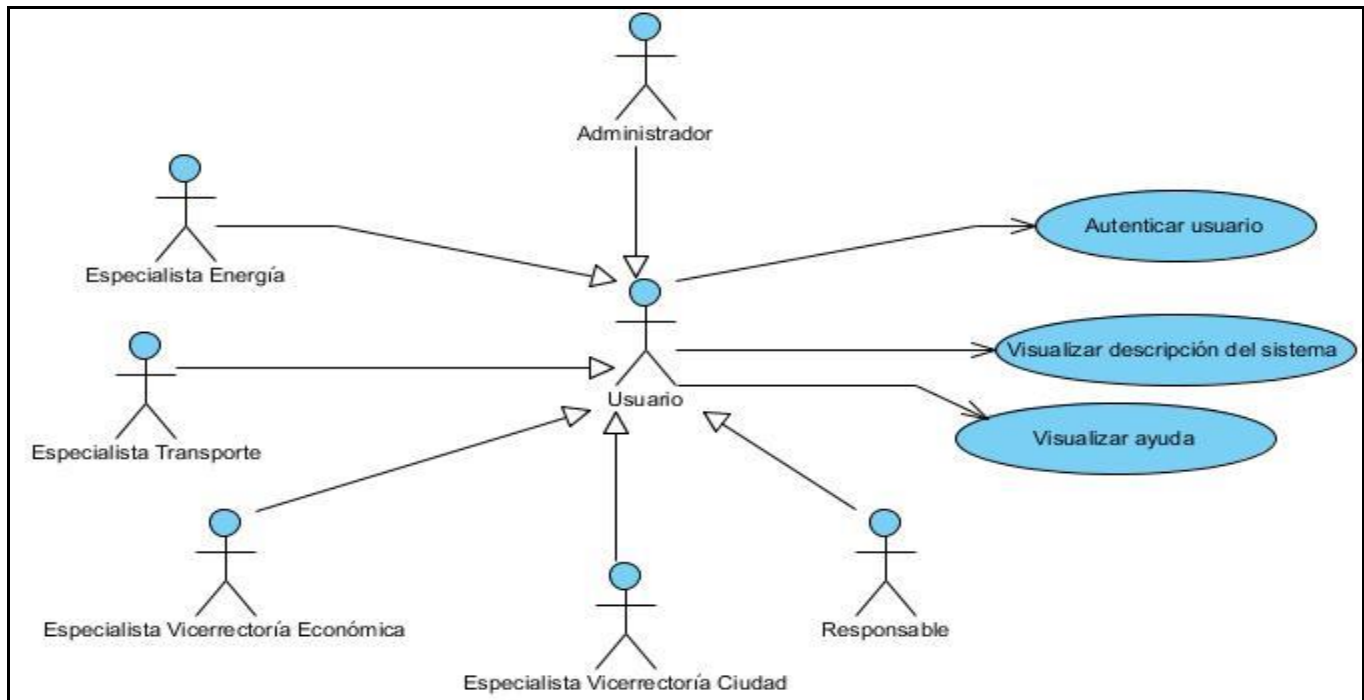 Administrador
Autenticar usuario
Especialista Energía
Visualizar descripción del sistema
Usuario
Visualizar ayuda
Especialista Transporte
Especialista Vicerrectoría Económica
Responsable
Especialista Vicerrectoría Ciudad